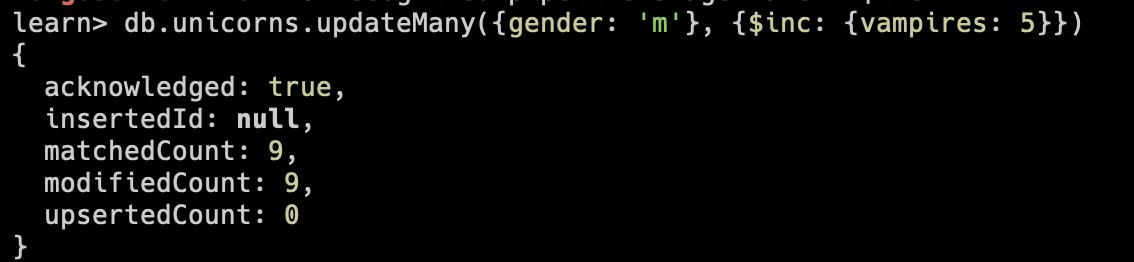 learn> db.unicorns.updateMany({gender: 'm'}, {$inc: {vampires: 5}})
{
  acknowledged: true,
  insertedId: null,
  matchedCount: 9,
  modifiedCount: 9,
  upsertedCount: 0
}